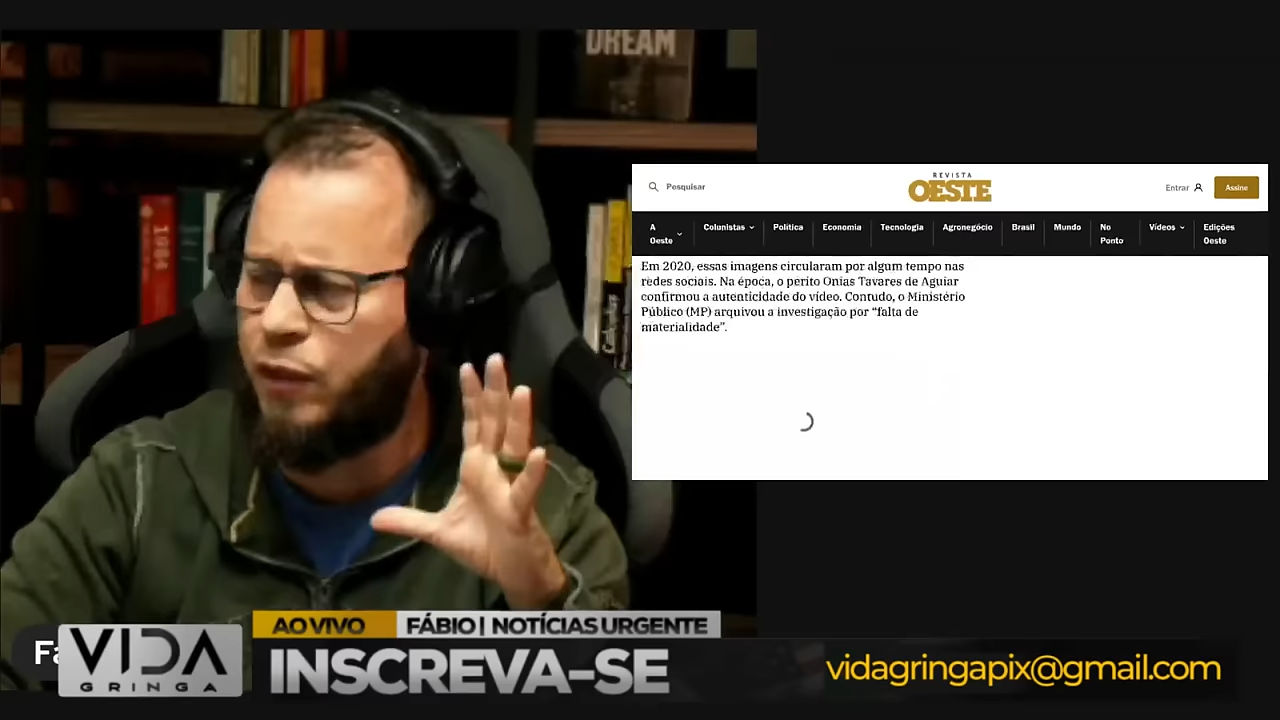 DREAM
1984
Pesquisar
REVISTA
OESTE
Entrar
Assine
A Oeste
Colunistas
Política
Economia
Tecnologia
Agronegócio
Brasil
Mundo
No Ponto
Vídeos
Edições Oeste
Em 2020, essas imagens circularam por algum tempo nas
redes sociais. Na época, o perito Onias Tavares de Aguiar
confirmou a autenticidade do vídeo. Contudo, o Ministério
Público (MP) arquivou a investigação por “falta de
materialidade”.
AO VIVO
FÁBIO | NOTÍCIAS URGENTE
Fa
VIDA
GRINGA
INSCREVA-SE
vidagringapix@gmail.com